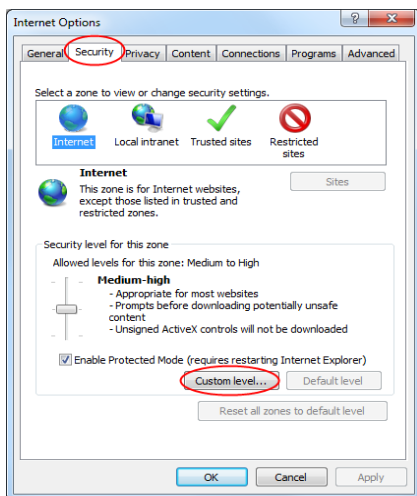 Internet Options
General Security Privacy Content Connections Programs Advanced
Select a zone to view or change security settings.
Internet Local intranet Trusted sites Restricted
sites
Internet
Sites
This zone is for Internet websites,
except those listed in trusted and
restricted zones.
Security level for this zone
Allowed levels for this zone: Medium to High
Medium-high
- Appropriate for most websites
- Prompts before downloading potentially unsafe
content
- Unsigned ActiveX controls will not be downloaded
Enable Protected Mode (requires restarting Internet Explorer)
Custom level... Default level
Reset all zones to default level
OK Cancel Apply